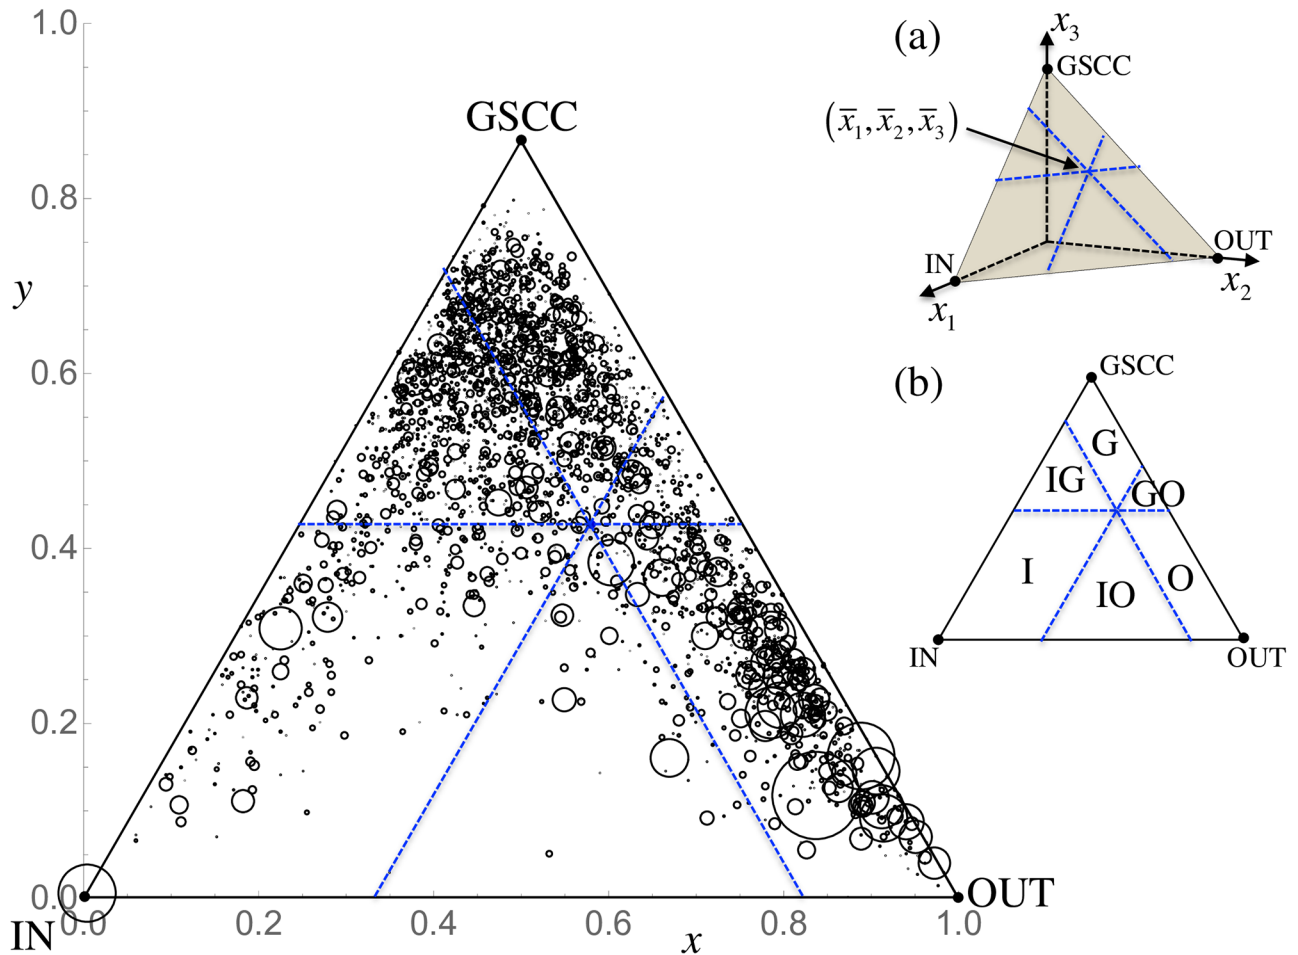 1.0
0.8
0.6
0.4
0.2
0.0
y
GSCC
IN
0.0
0.2
0.4
0.6
0.8
1.0
x
OUT
(a)
x3
GSCC
(x̅1, x̅2, x̅3)
IN
OUT
x1
x2
(b)
GSCC
G
IG
GO
I
IO
O
IN
OUT